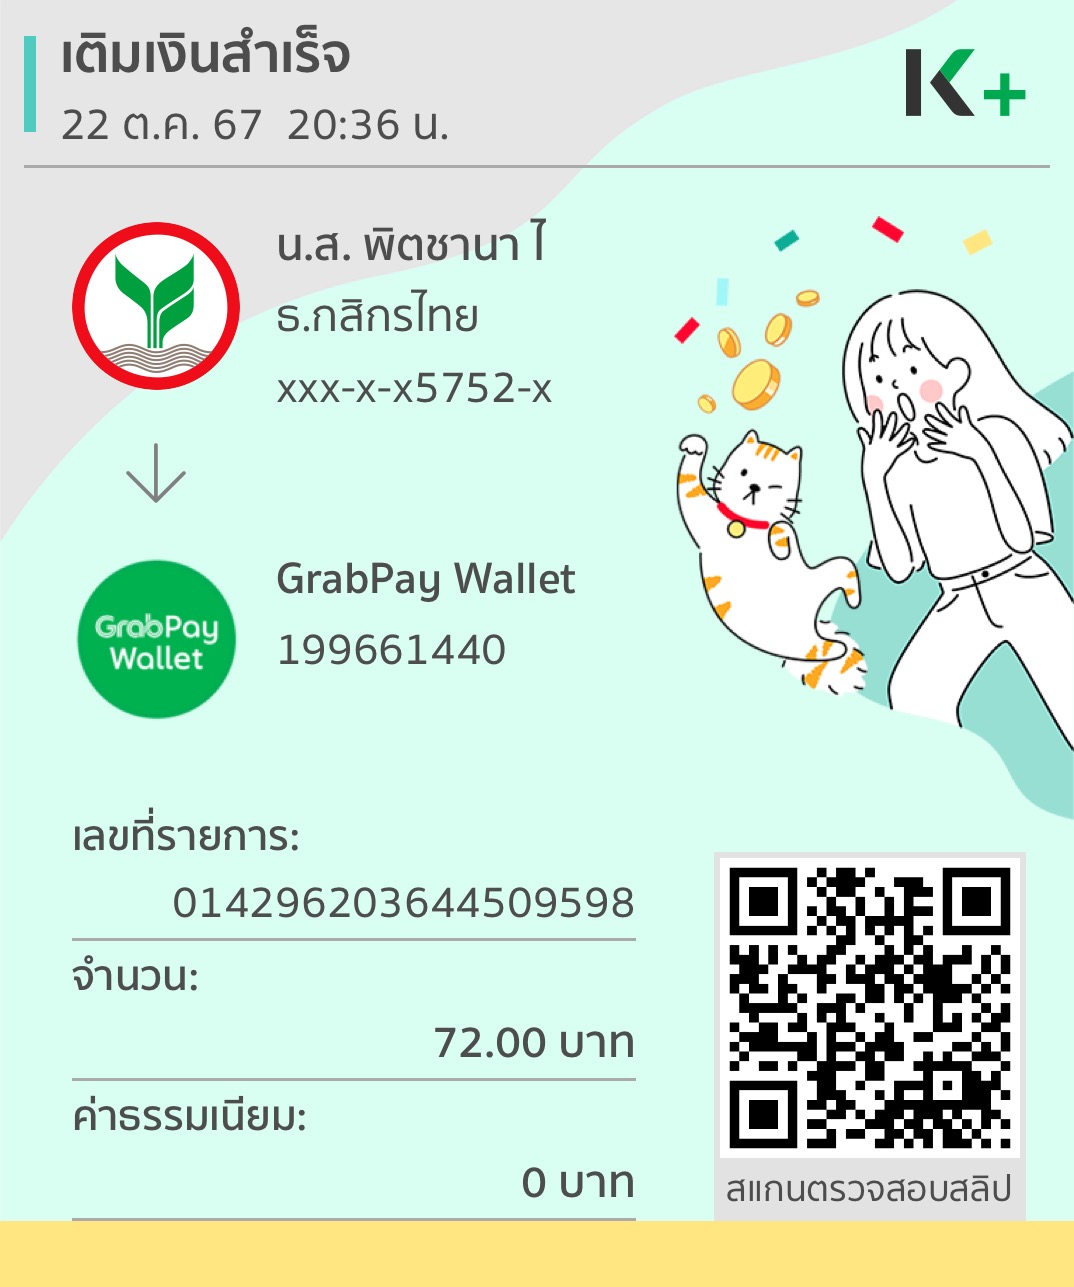 เติมเงินสำเร็จ
22 ต.ค. 67 20:36 น.
K+
น.ส. พิตชานา ไ
ธ.กสิกรไทย
xxx-x-x5752-x
GrabPay Wallet
GrabPay Wallet
199661440
เลขที่รายการ:
014296203644509598
จำนวน:
72.00 บาท
ค่าธรรมเนียม:
0 บาท
สแกนตรวจสอบสลิป